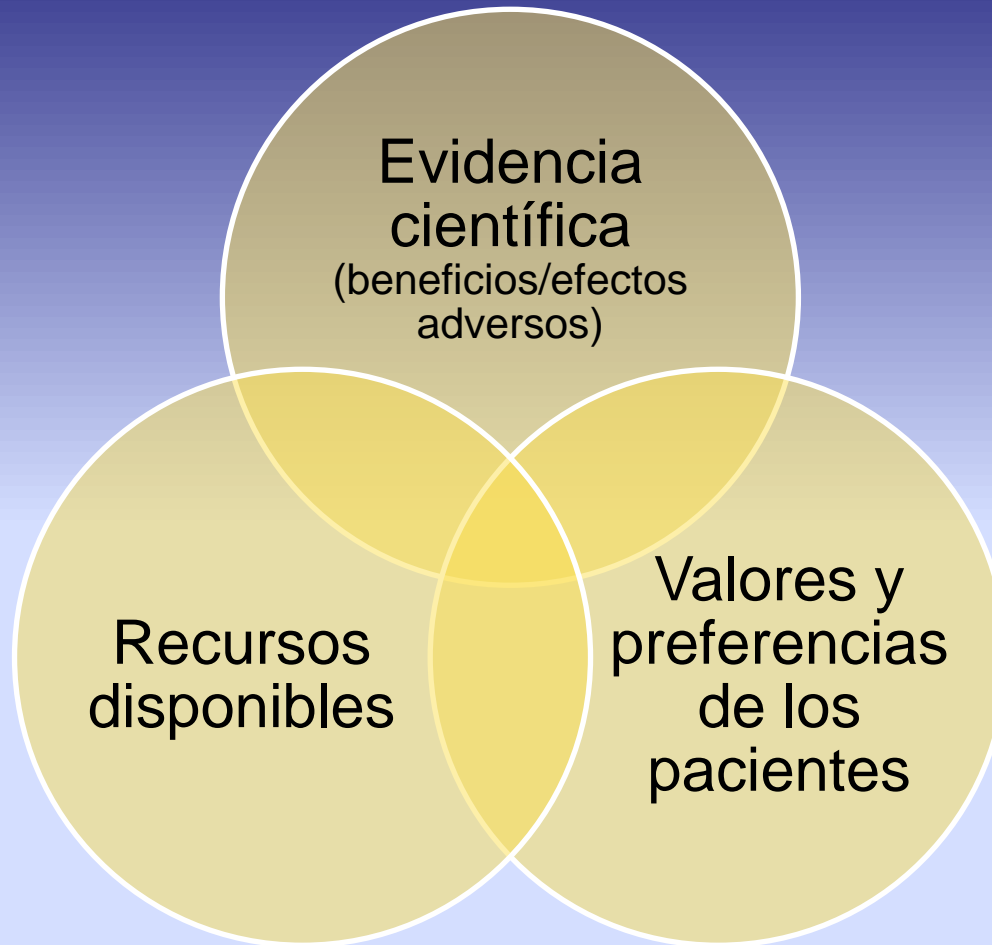 Evidencia
científica
(beneficios/efectos
adversos)
Recursos
disponibles
Valores y
preferencias
de los
pacientes